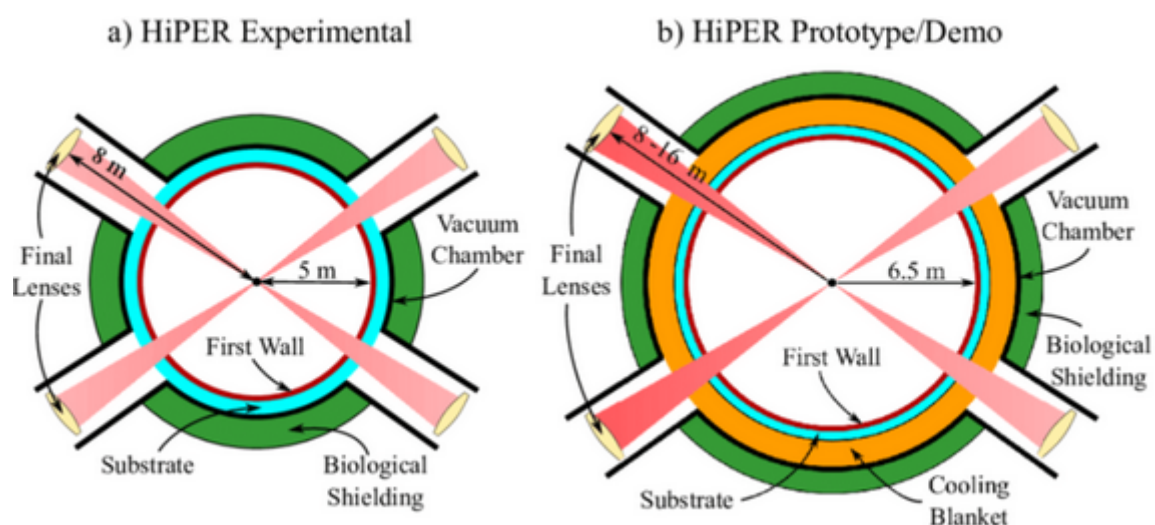 a) HiPER Experimental
8 m
Final
Lenses
5 m
Vacuum
Chamber
First Wall
Substrate
Biological
Shielding
b) HiPER Prototype/Demo
8 -16 m
Final
Lenses
6.5 m
Vacuum
Chamber
Biological
Shielding
First Wall
Substrate
Cooling
Blanket